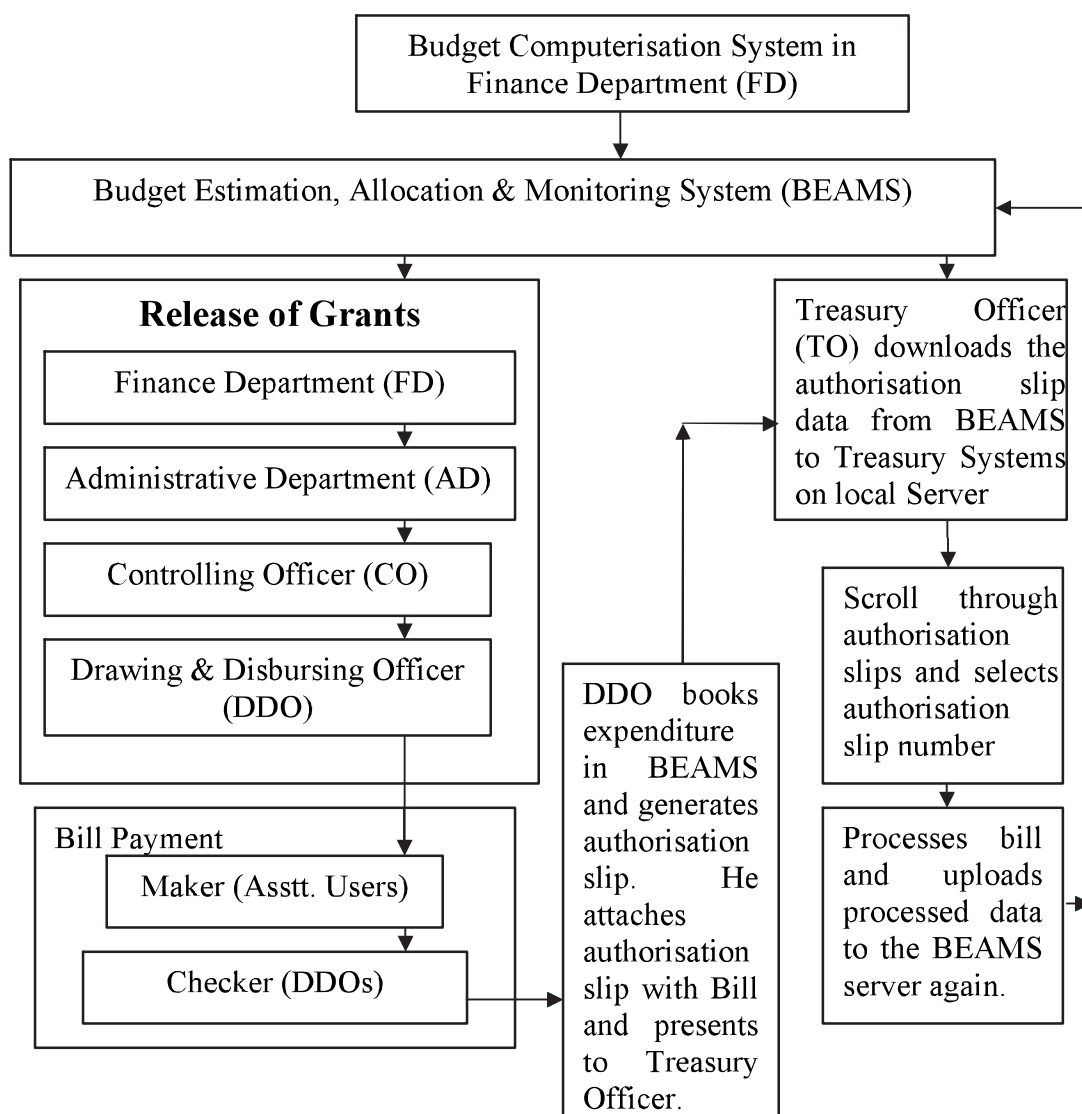 Budget Computerisation System in
Finance Department (FD)
Budget Estimation, Allocation & Monitoring System (BEAMS)
Release of Grants
Finance Department (FD)
Administrative Department (AD)
Controlling Officer (CO)
Drawing & Disbursing Officer
(DDO)
Bill Payment
Maker (Asstt. Users)
Checker (DDOs)
DDO books
expenditure
in BEAMS
and generates
authorisation
slip. He
attaches
authorisation
slip with Bill
and presents
to Treasury
Officer.
Treasury Officer
(TO) downloads the
authorisation slip
data from BEAMS
to Treasury Systems
on local Server
Scroll through
authorisation
slips and selects
authorisation
slip number
Processes bill
and uploads
processed data
to the BEAMS
server again.